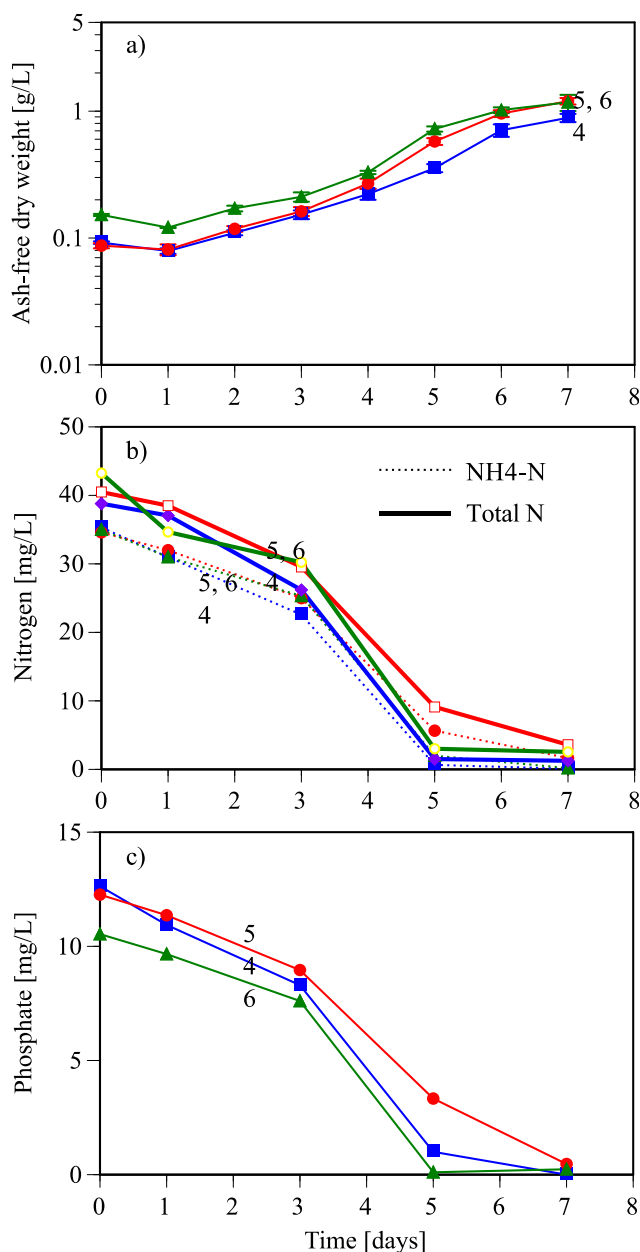 a)
Ash-free dry weight [g/L]
5
1
0.1
0.01
5, 6
4
0 1 2 3 4 5 6 7 8
b)
Nitrogen [mg/L]
50
40
30
20
10
0
NH4-N
Total N
5, 6
4
5, 6
4
0 1 2 3 4 5 6 7 8
c)
Phosphate [mg/L]
15
10
5
0
5
4
6
0 1 2 3 4 5 6 7 8
Time [days]